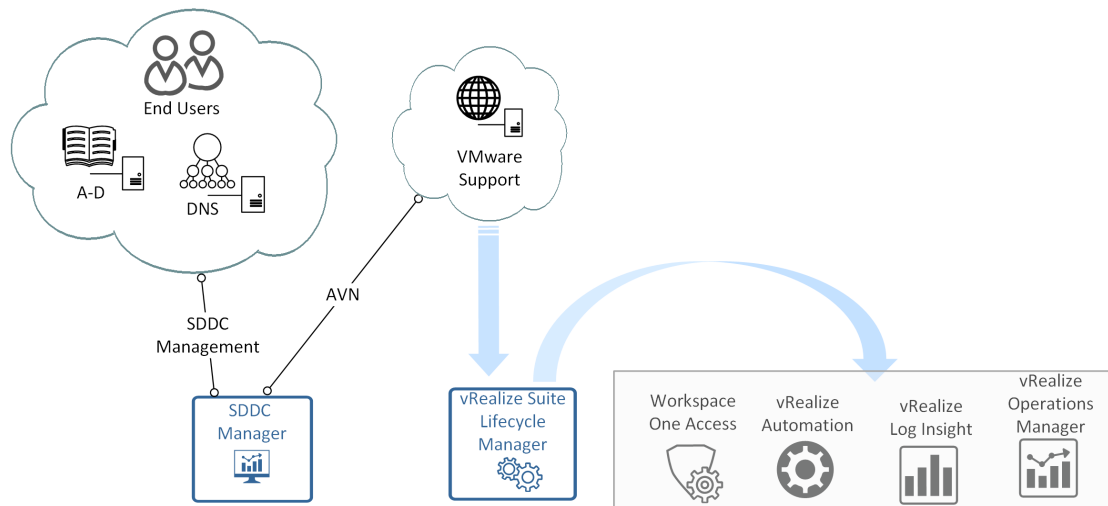 End Users
A-D
DNS
VMware
Support
AVN
SDDC
Management
SDDC
Manager
vRealize Suite
Lifecycle
Manager
Workspace
One Access
vRealize
Automation
vRealize
Log Insight
vRealize
Operations
Manager